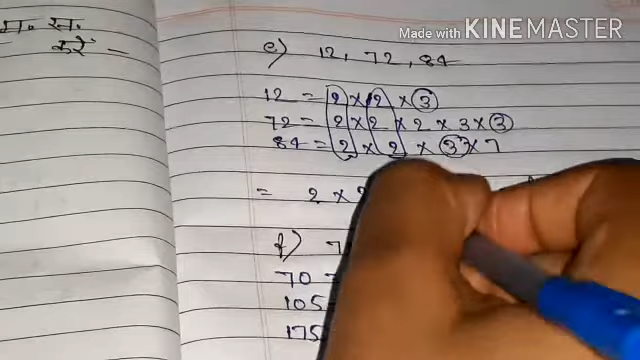 म. स.
करें -
e) 12, 72, 84
12 = 2 × 2 × 3
72 = 2 × 2 × 2 × 3 × 3
84 = 2 × 2 × 3 × 7
= 2 × 2
f) 7
70
105
175
Made With KINEMASTER